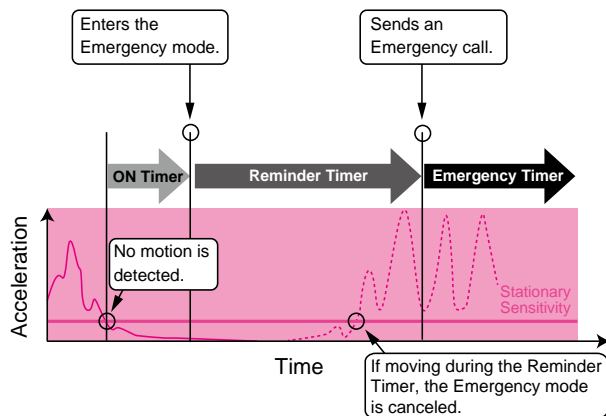 Enters the
Emergency mode.
Sends an
Emergency call.
ON Timer
Reminder Timer
Emergency Timer
Acceleration
No motion is
detected.
Stationary
Sensitivity
Time
If moving during the Reminder
Timer, the Emergency mode
is canceled.